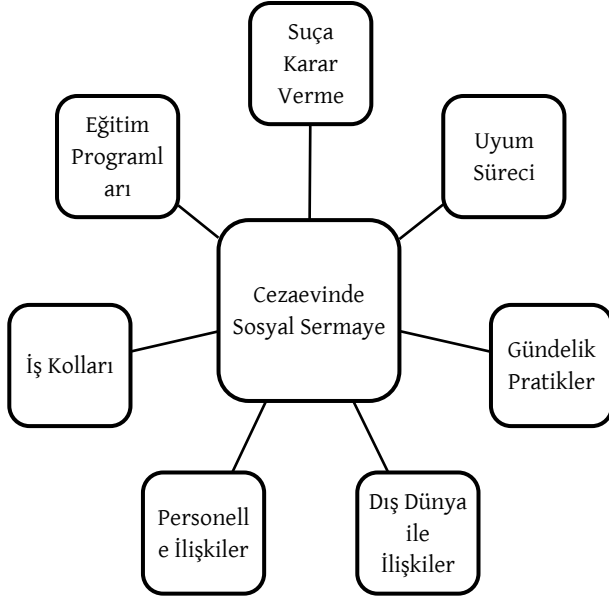 Suça
Karar
Verme
Eğitim
Programl
arı
Uyum
Süreci
Cezaevinde
Sosyal Sermaye
İş Kolları
Gündelik
Pratikler
Personell
e İlişkiler
Dış Dünya
ile
İlişkiler